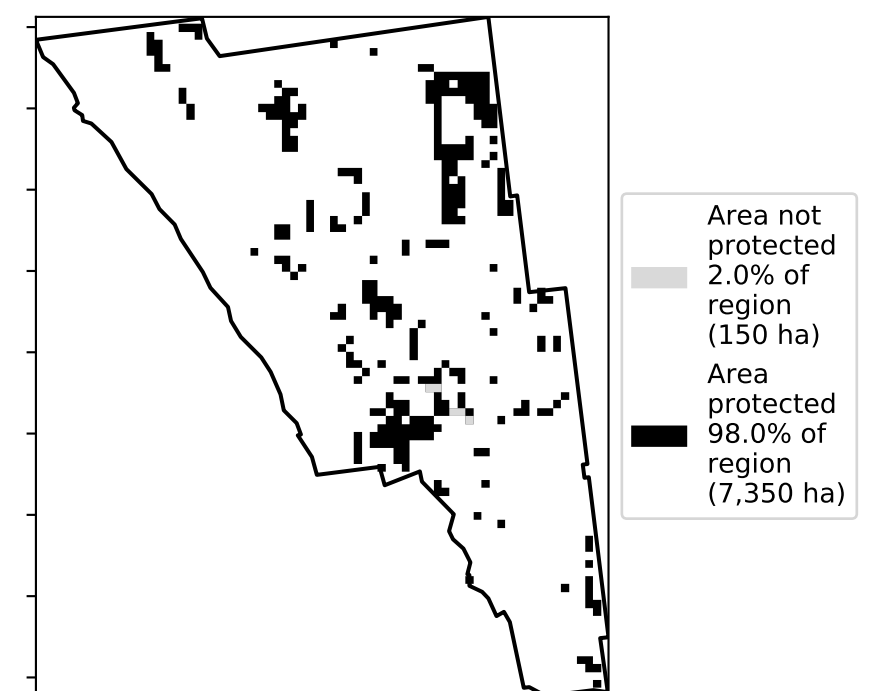 Area not
protected
2.0% of
region
(150 ha)
Area
protected
98.0% of
region
(7,350 ha)